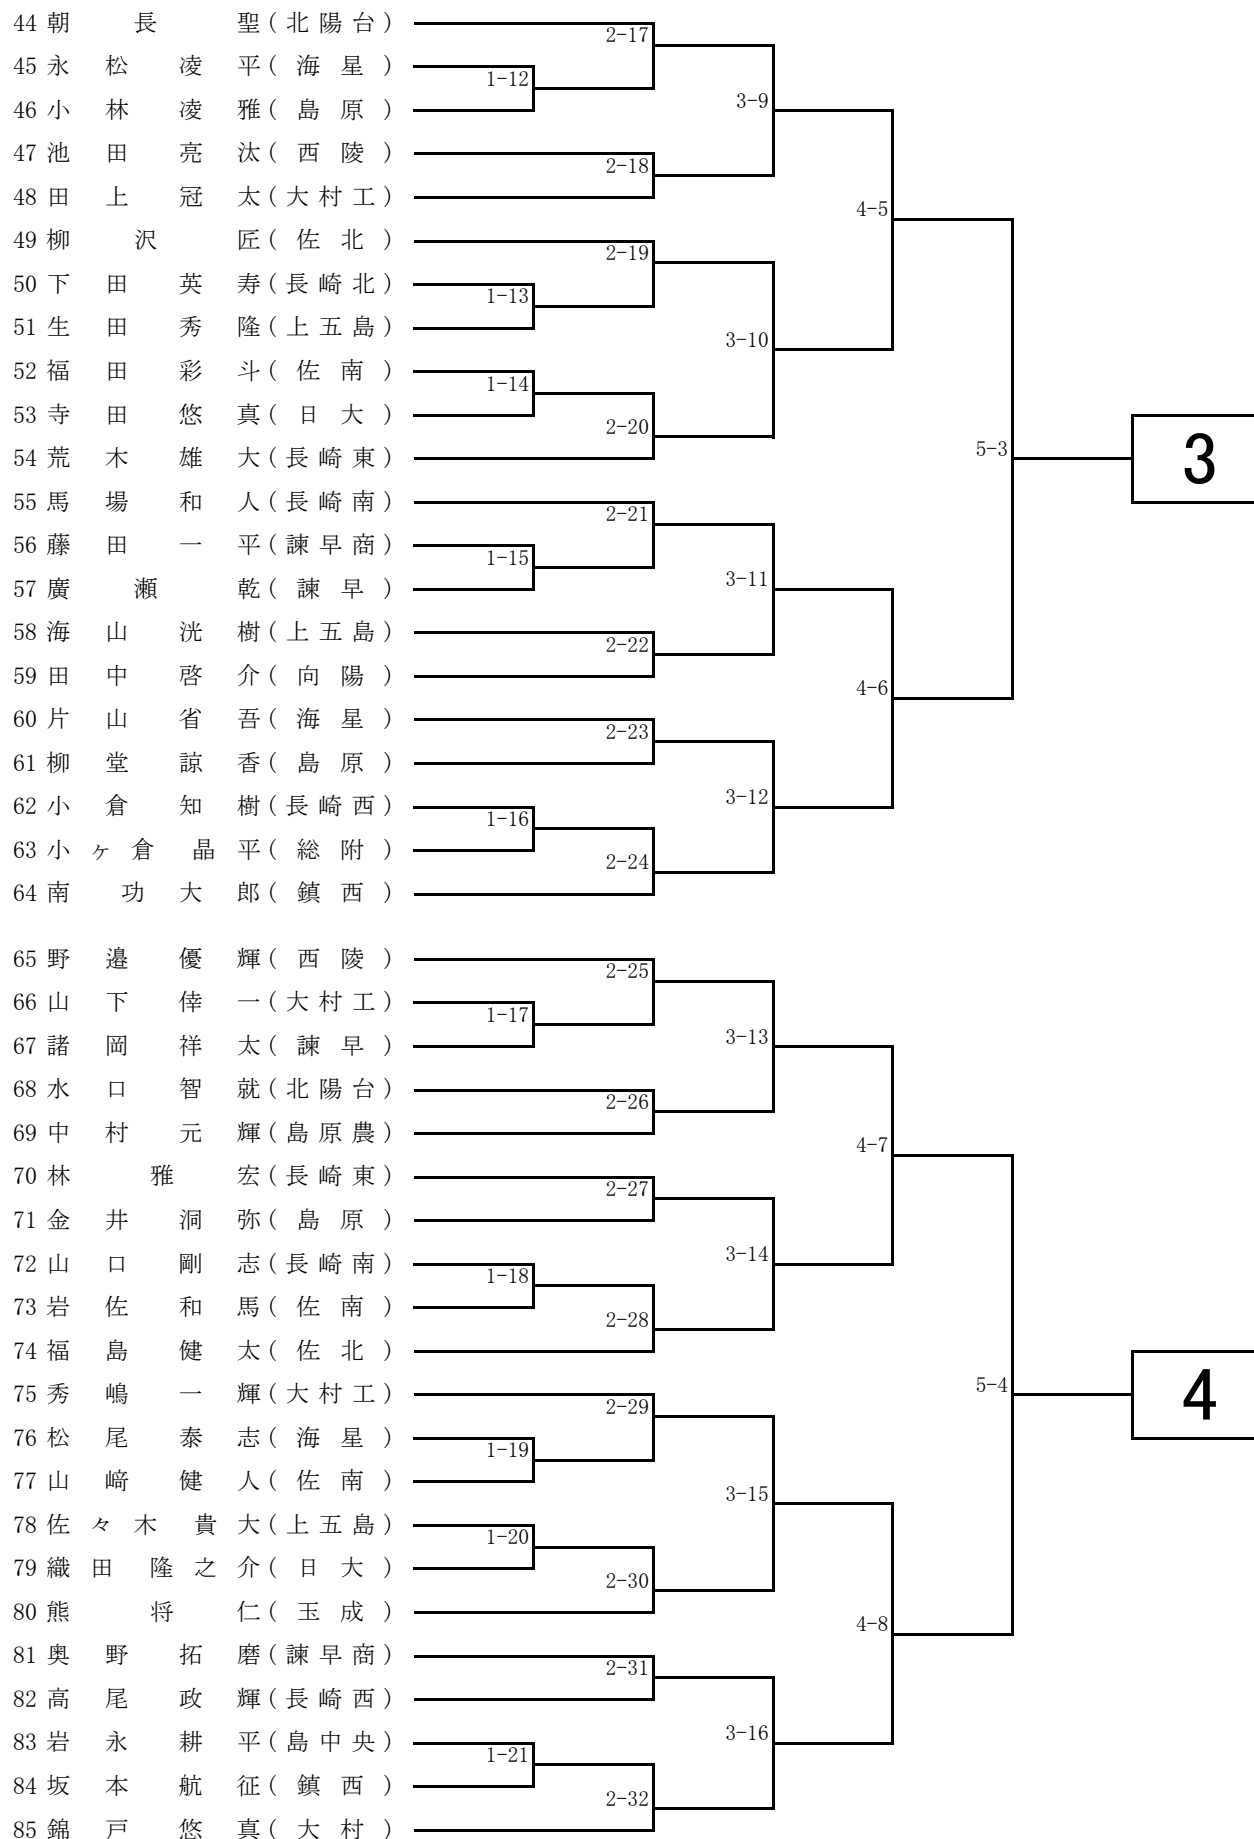 44 朝長聖(北陽台)
2-17
45 永松凌平(海星)
1-12
46 小林凌雅(島原)
3-9
47 池田亮汰(西陵)
2-18
48 田上冠太(大村工)
4-5
49 柳沢匠(佐北)
2-19
50 下田英寿(長崎北)
1-13
51 生田秀隆(上五島)
3-10
52 福田彩斗(佐南)
1-14
53 寺田悠真(日大)
2-20
54 荒木雄大(長崎東)
5-3
3
55 馬場和人(長崎南)
2-21
56 藤田一平(諫早商)
1-15
57 廣瀬乾(諫早)
3-11
58 海山洸樹(上五島)
2-22
59 田中啓介(向陽)
4-6
60 片山省吾(海星)
2-23
61 柳堂諒香(島原)
3-12
62 小倉知樹(長崎西)
1-16
63 小ヶ倉晶平(総附)
2-24
64 南功大郎(鎮西)
65 野邉優輝(西陵)
2-25
66 山下倖一(大村工)
1-17
67 諸岡祥太(諫早)
3-13
68 水口智就(北陽台)
2-26
69 中村元輝(島原農)
4-7
70 林雅宏(長崎東)
2-27
71 金井洞弥(島原)
3-14
72 山口剛志(長崎南)
1-18
73 岩佐和馬(佐南)
2-28
74 福島健太(佐北)
5-4
4
75 秀嶋一輝(大村工)
2-29
76 松尾泰志(海星)
1-19
77 山﨑健人(佐南)
3-15
78 佐々木貴大(上五島)
1-20
79 織田隆之介(日大)
2-30
80 熊将仁(玉成)
4-8
81 奥野拓磨(諫早商)
2-31
82 高尾政輝(長崎西)
3-16
83 岩永耕平(島中央)
1-21
84 坂本航征(鎮西)
2-32
85 錦戸悠真(大村)